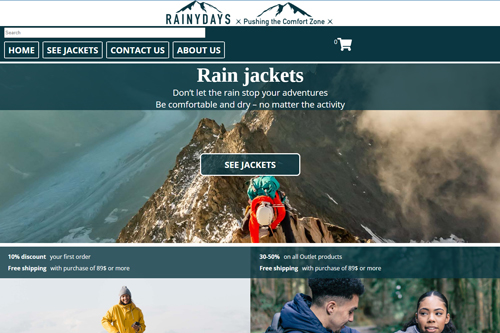 RAINYDAYS × Pushing the Comfort Zone ×
Search
HOME SEE JACKETS CONTACT US ABOUT US
0
Rain jackets
Don't let the rain stop your adventures
Be comfortable and dry – no matter the activity
SEE JACKETS
10% discount your first order
Free shipping with purchase of 89$ or more
30-50% on all Outlet products
Free shipping with purchase of 89$ or more